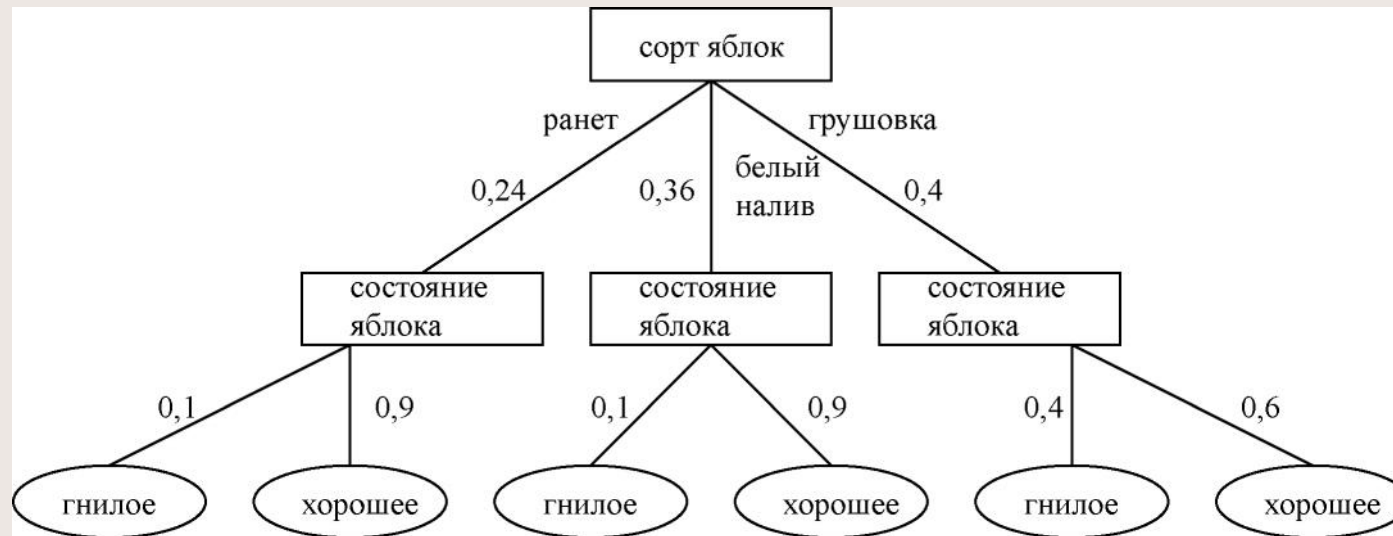 сорт яблок
ранет
грушовка
0,24
0,36
белый
налив
0,4
состояние
яблока
состояние
яблока
состояние
яблока
0,1
0,9
0,1
0,9
0,4
0,6
гнилое
хорошее
гнилое
хорошее
гнилое
хорошее